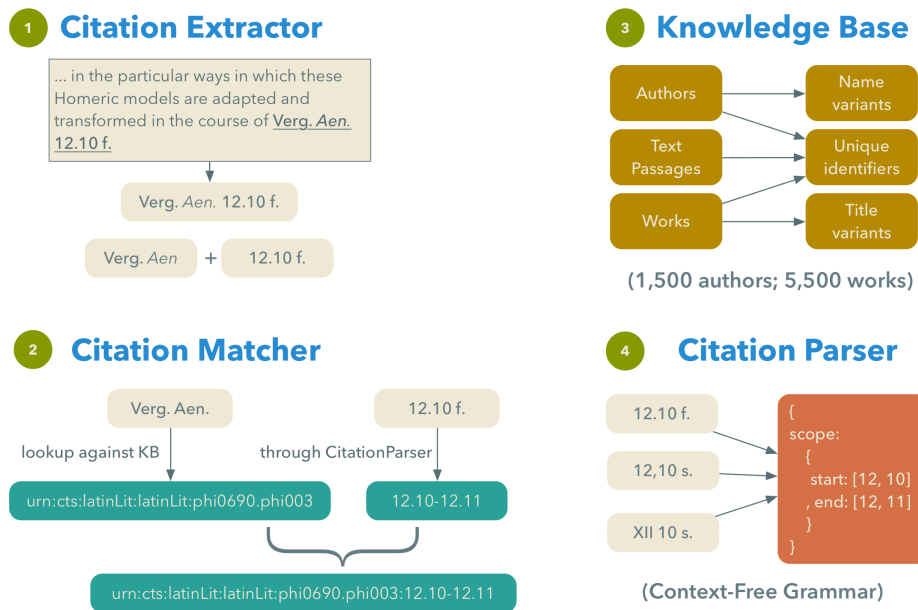 1 Citation Extractor
... in the particular ways in which these
Homeric models are adapted and
transformed in the course of Verg. Aen.
12.10 f.
Verg. Aen. 12.10 f.
Verg. Aen + 12.10 f.
2 Citation Matcher
Verg. Aen.
12.10 f.
lookup against KB
through CitationParser
urn:cts:latinLit:latinLit:phi0690.phi003
12.10-12.11
urn:cts:latinLit:latinLit:phi0690.phi003:12.10-12.11
3 Knowledge Base
Authors
Name
variants
Text
Passages
Unique
identifiers
Works
Title
variants
(1,500 authors; 5,500 works)
4 Citation Parser
12.10 f.
12,10 s.
XII 10 s.
{
scope:
{
start: [12, 10]
, end: [12, 11]
}
}
(Context-Free Grammar)